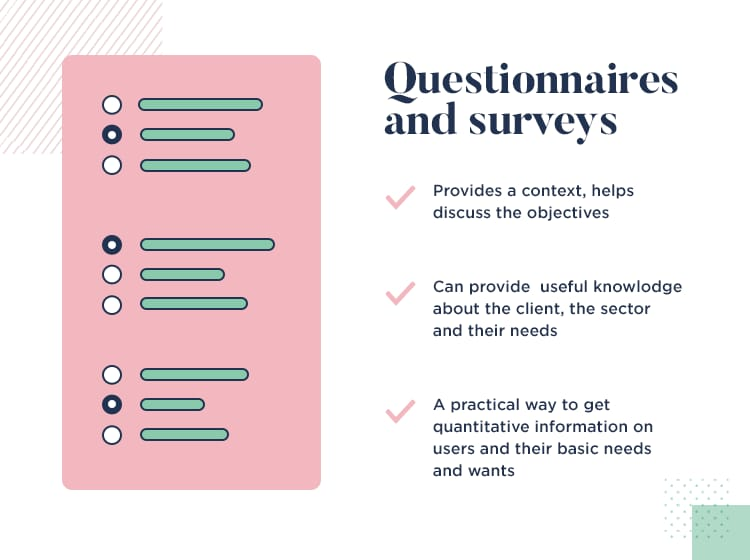 Questionnaires
and surveys
Provides a context, helps
discuss the objectives
Can provide  useful knowlodge
about the client, the sector
and their needs
A practical way to get
quantitative information on
users and their basic needs
and wants